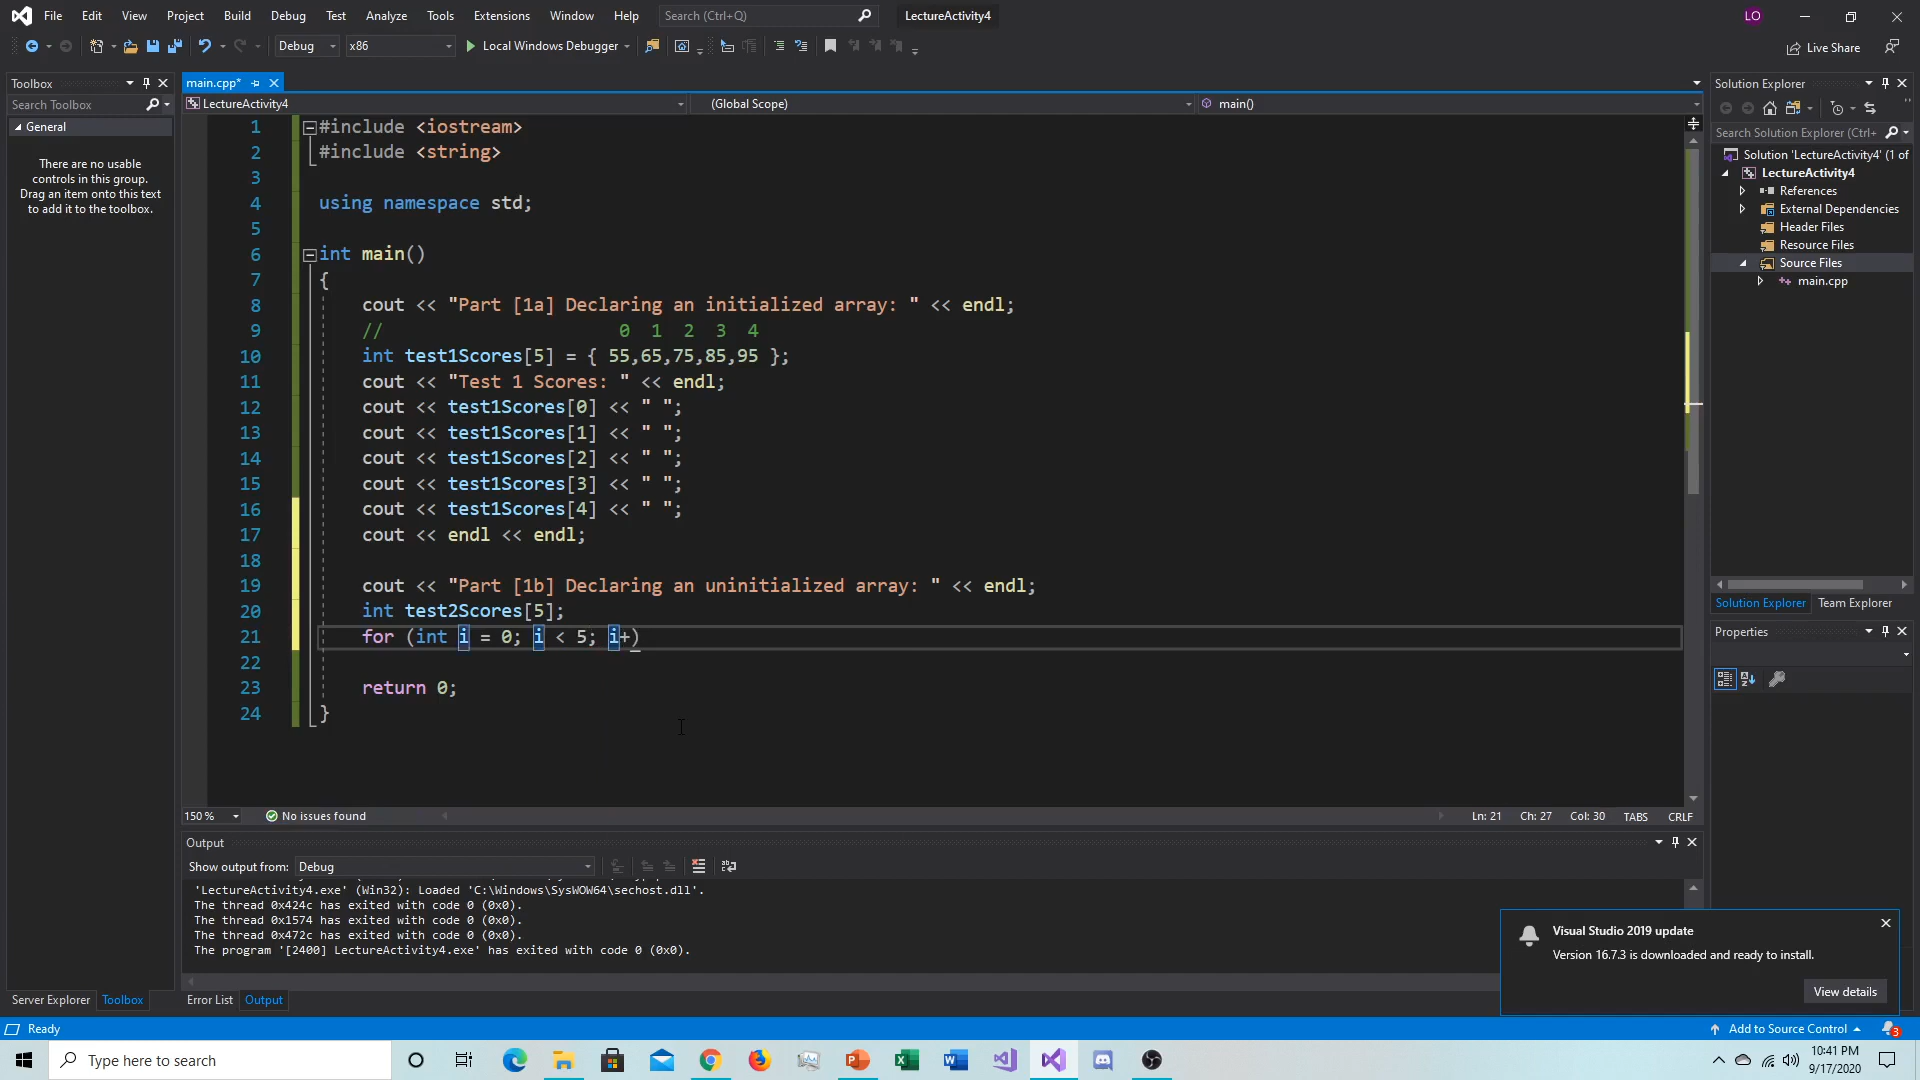 File Edit View Project Build Debug Test Analyze Tools Extensions Window Help Search (Ctrl+Q) LectureActivity4 LO
Debug x86 Local Windows Debugger Live Share
Toolbox
Search Toolbox
General
There are no usable
controls in this group.
Drag an item onto this text
to add it to the toolbox.
main.cpp*
LectureActivity4 (Global Scope) main()
1 #include <iostream>
2 #include <string>
3
4 using namespace std;
5
6 int main()
7 {
8 cout << "Part [1a] Declaring an initialized array: " << endl;
9 // 0 1 2 3 4
10 int test1Scores[5] = { 55,65,75,85,95 };
11 cout << "Test 1 Scores: " << endl;
12 cout << test1Scores[0] << " ";
13 cout << test1Scores[1] << " ";
14 cout << test1Scores[2] << " ";
15 cout << test1Scores[3] << " ";
16 cout << test1Scores[4] << " ";
17 cout << endl << endl;
18
19 cout << "Part [1b] Declaring an uninitialized array: " << endl;
20 int test2Scores[5];
21 for (int i = 0; i < 5; i+)
22
23 return 0;
24 }
150 % No issues found Ln: 21 Ch: 27 Col: 30 TABS CRLF
Output
Show output from: Debug
'LectureActivity4.exe' (Win32): Loaded 'C:\Windows\SysWOW64\sechost.dll'.
The thread 0x424c has exited with code 0 (0x0).
The thread 0x1574 has exited with code 0 (0x0).
The thread 0x472c has exited with code 0 (0x0).
The program '[2400] LectureActivity4.exe' has exited with code 0 (0x0).
Server Explorer Toolbox Error List Output
Solution Explorer
Search Solution Explorer (Ctrl+
Solution 'LectureActivity4' (1 of
LectureActivity4
References
External Dependencies
Header Files
Resource Files
Source Files
main.cpp
Solution Explorer Team Explorer
Properties
Visual Studio 2019 update
Version 16.7.3 is downloaded and ready to install.
View details
Ready Add to Source Control 3
Type here to search
10:41 PM
9/17/2020